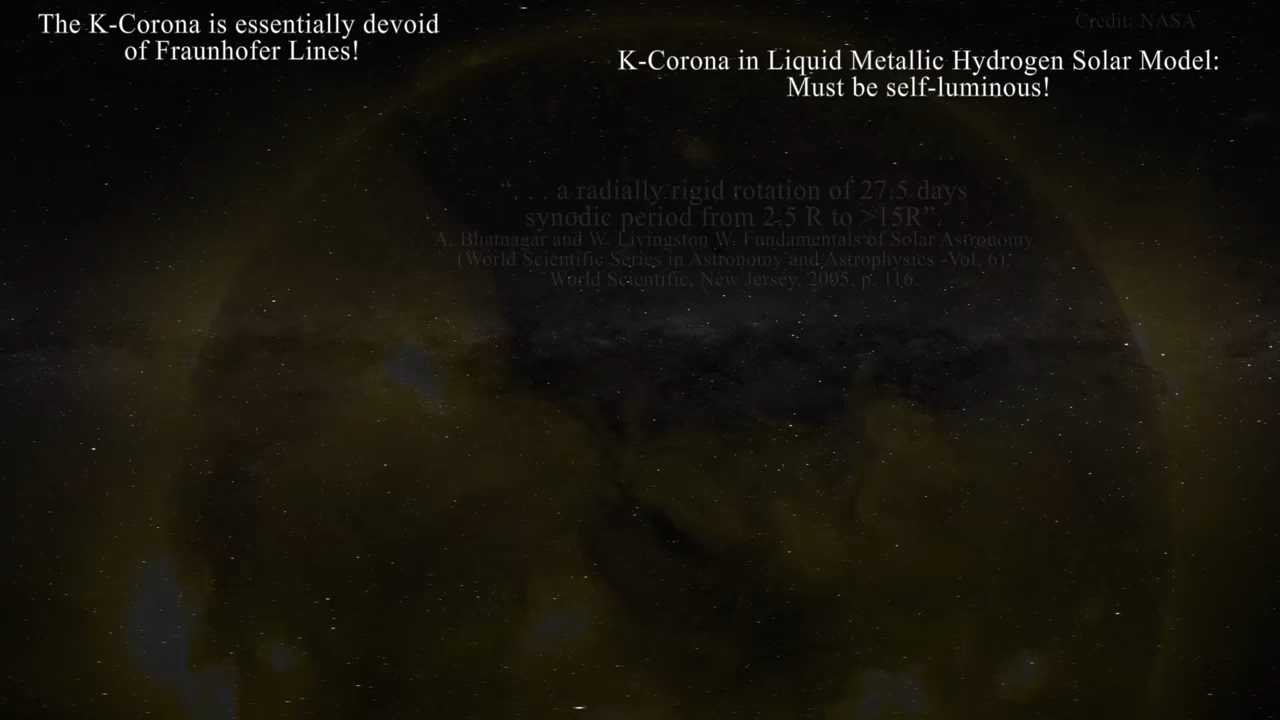 The K-Corona is essentially devoid
of Fraunhofer Lines!
Credit: NASA
K-Corona in Liquid Metallic Hydrogen Solar Model:
Must be self-luminous!
“. . . a radially rigid rotation of 27.5 days
synodic period from 2.5 R to >15R”.
A. Bhatnagar and W. Livingston W. Fundamentals of Solar Astronomy
(World Scientific Series in Astronomy and Astrophysics -Vol. 6),
World Scientific, New Jersey, 2005, p. 116.